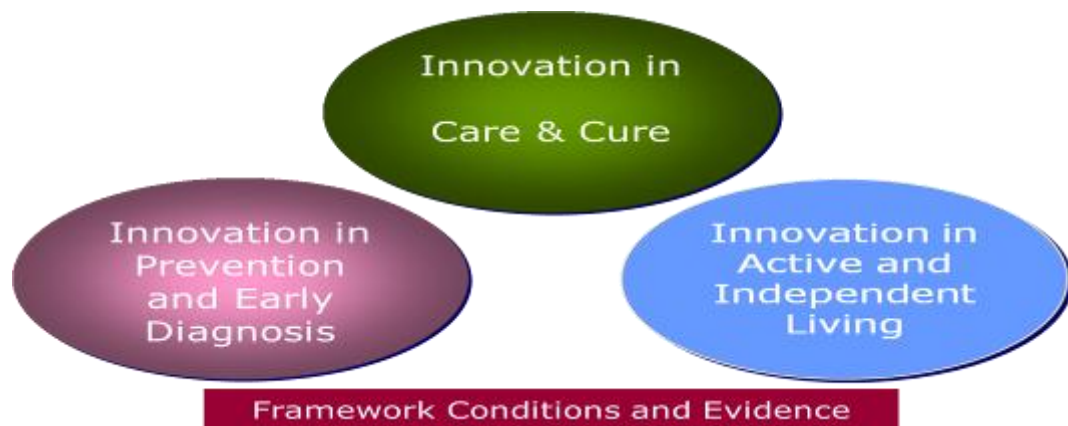 Innovation in
Care & Cure
Innovation in
Prevention
and Early
Diagnosis
Innovation in
Active and
Independent
Living
Framework Conditions and Evidence